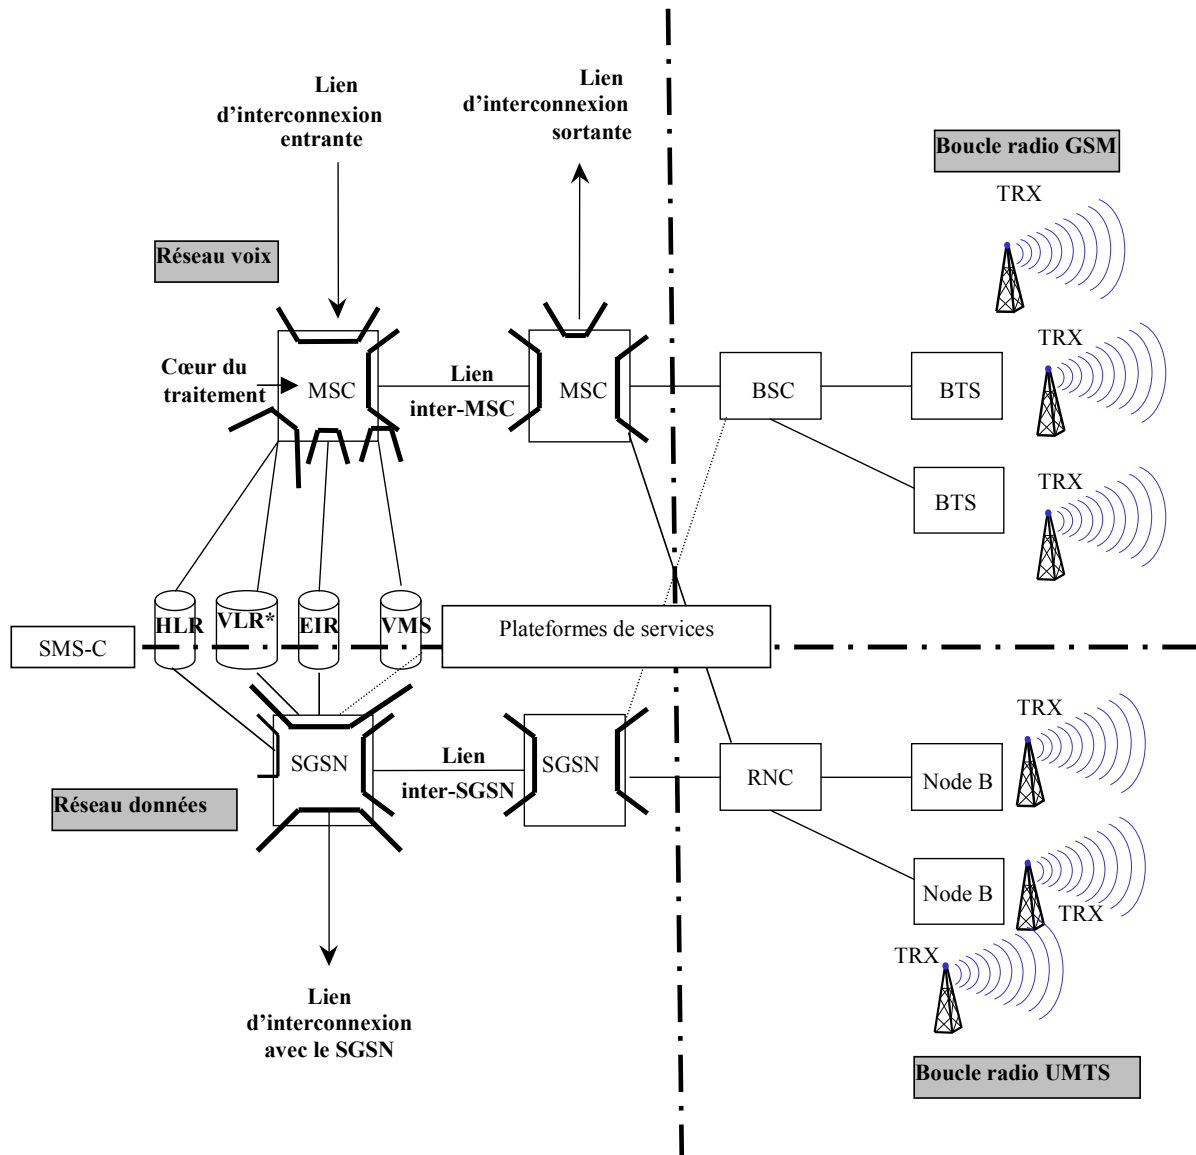 Lien
d’interconnexion
entrante
Lien
d’interconnexion
sortante
Boucle radio GSM
TRX
Réseau voix
TRX
Cœur du
traitement
MSC
Lien
inter-MSC
MSC
BSC
BTS
TRX
BTS
HLR
VLR*
EIR
VMS
Plateformes de services
SMS-C
TRX
SGSN
Lien
inter-SGSN
SGSN
RNC
Node B
Réseau données
Node B
TRX
TRX
Lien
d’interconnexion
avec le SGSN
Boucle radio UMTS